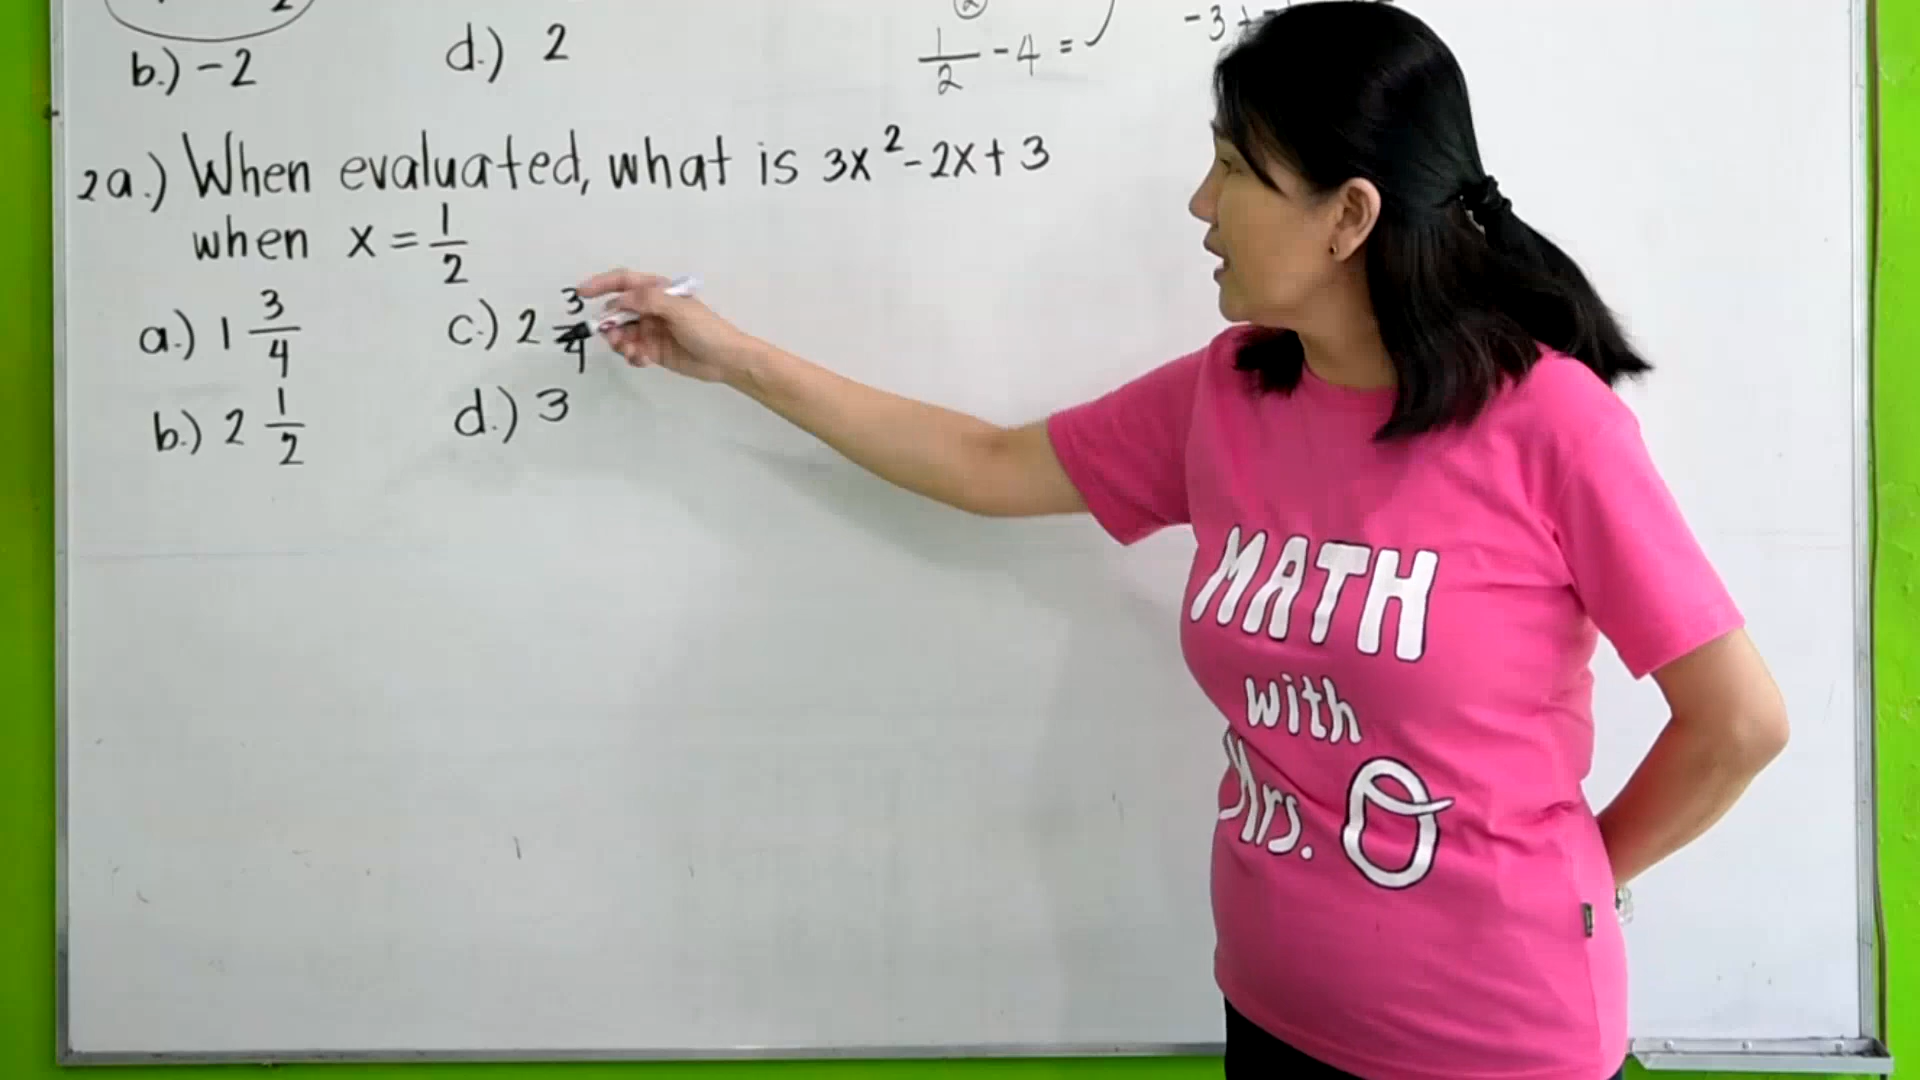 b.) -2
d.) 2
1/2 - 4 =
-3 +
2a.) When evaluated, what is 3x² - 2x + 3
when x = 1/2
a.) 1 3/4
c.) 2 3/4
b.) 2 1/2
d.) 3
MATH
with
Mrs. O